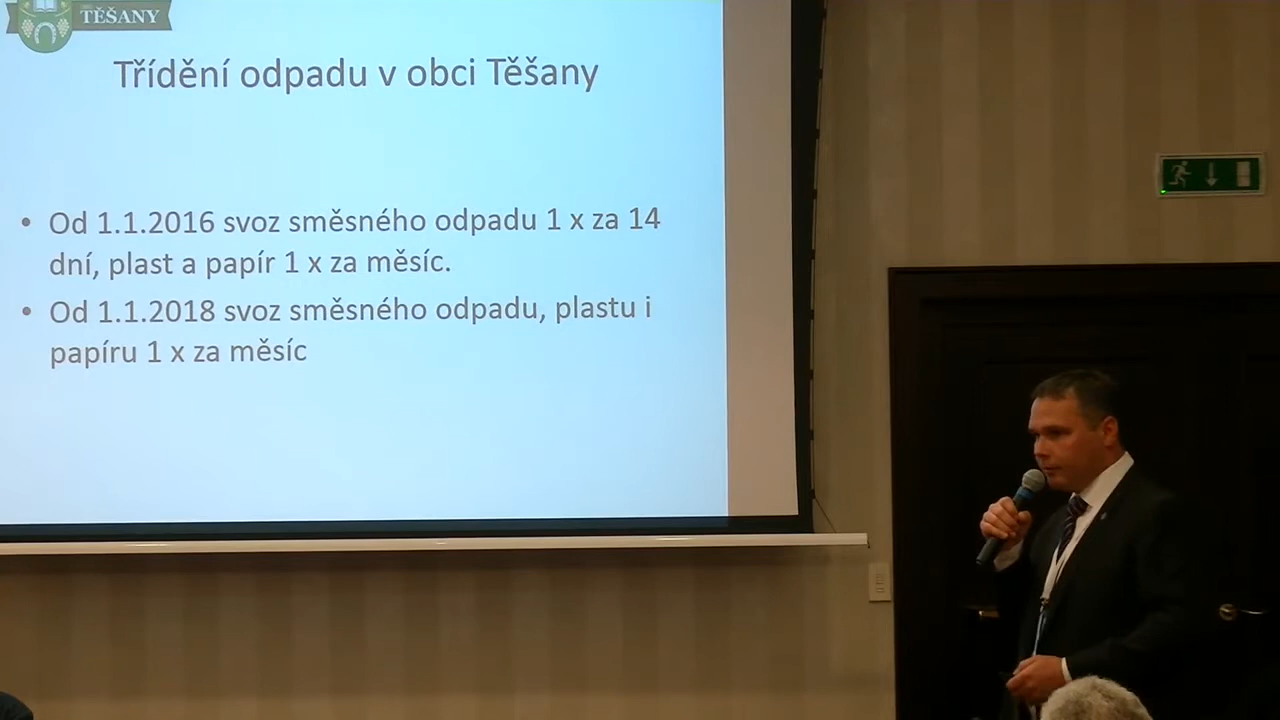 TĚŠANY
Třídění odpadu v obci Těšany
• Od 1.1.2016 svoz směsného odpadu 1 x za 14
dní, plast a papír 1 x za měsíc.
• Od 1.1.2018 svoz směsného odpadu, plastu i
papíru 1 x za měsíc